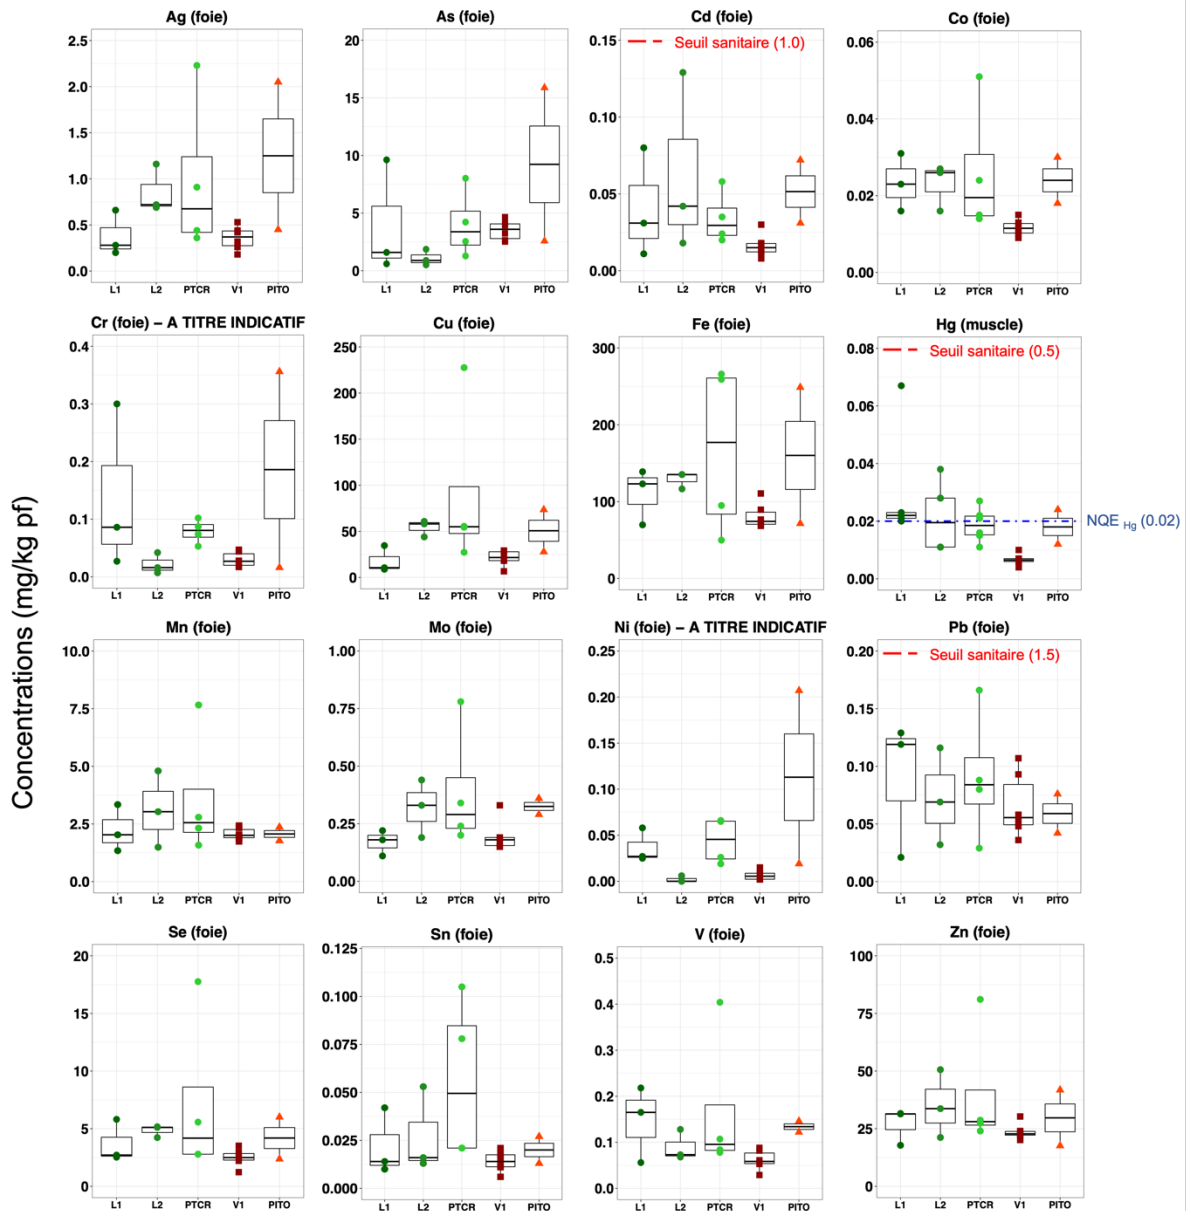 Concentrations (mg/kg pf)
Ag (foie)
2.5
2.0
1.5
1.0
0.5
0.0
L1 L2 PTCR V1 PITO
As (foie)
20
15
10
5
0
L1 L2 PTCR V1 PITO
Cd (foie)
Seuil sanitaire (1.0)
0.15
0.10
0.05
0.00
L1 L2 PTCR V1 PITO
Co (foie)
0.06
0.04
0.02
0.00
L1 L2 PTCR V1 PITO
Cr (foie) – A TITRE INDICATIF
0.4
0.3
0.2
0.1
0.0
L1 L2 PTCR V1 PITO
Cu (foie)
250
200
150
100
50
0
L1 L2 PTCR V1 PITO
Fe (foie)
300
200
100
0
L1 L2 PTCR V1 PITO
Hg (muscle)
Seuil sanitaire (0.5)
0.08
0.06
0.04
0.02
0.00
NQE Hg (0.02)
L1 L2 PTCR V1 PITO
Mn (foie)
10.0
7.5
5.0
2.5
0.0
L1 L2 PTCR V1 PITO
Mo (foie)
1.00
0.75
0.50
0.25
0.00
L1 L2 PTCR V1 PITO
Ni (foie) – A TITRE INDICATIF
0.25
0.20
0.15
0.10
0.05
0.00
L1 L2 PTCR V1 PITO
Pb (foie)
Seuil sanitaire (1.5)
0.20
0.15
0.10
0.05
0.00
L1 L2 PTCR V1 PITO
Se (foie)
20
15
10
5
0
L1 L2 PTCR V1 PITO
Sn (foie)
0.125
0.100
0.075
0.050
0.025
0.000
L1 L2 PTCR V1 PITO
V (foie)
0.5
0.4
0.3
0.2
0.1
0.0
L1 L2 PTCR V1 PITO
Zn (foie)
100
75
50
25
0
L1 L2 PTCR V1 PITO